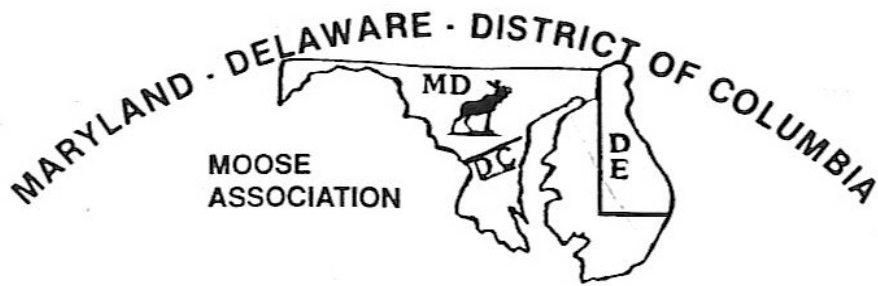 MARYLAND - DELAWARE - DISTRICT OF COLUMBIA
MD
DC
DE
MOOSE
ASSOCIATION